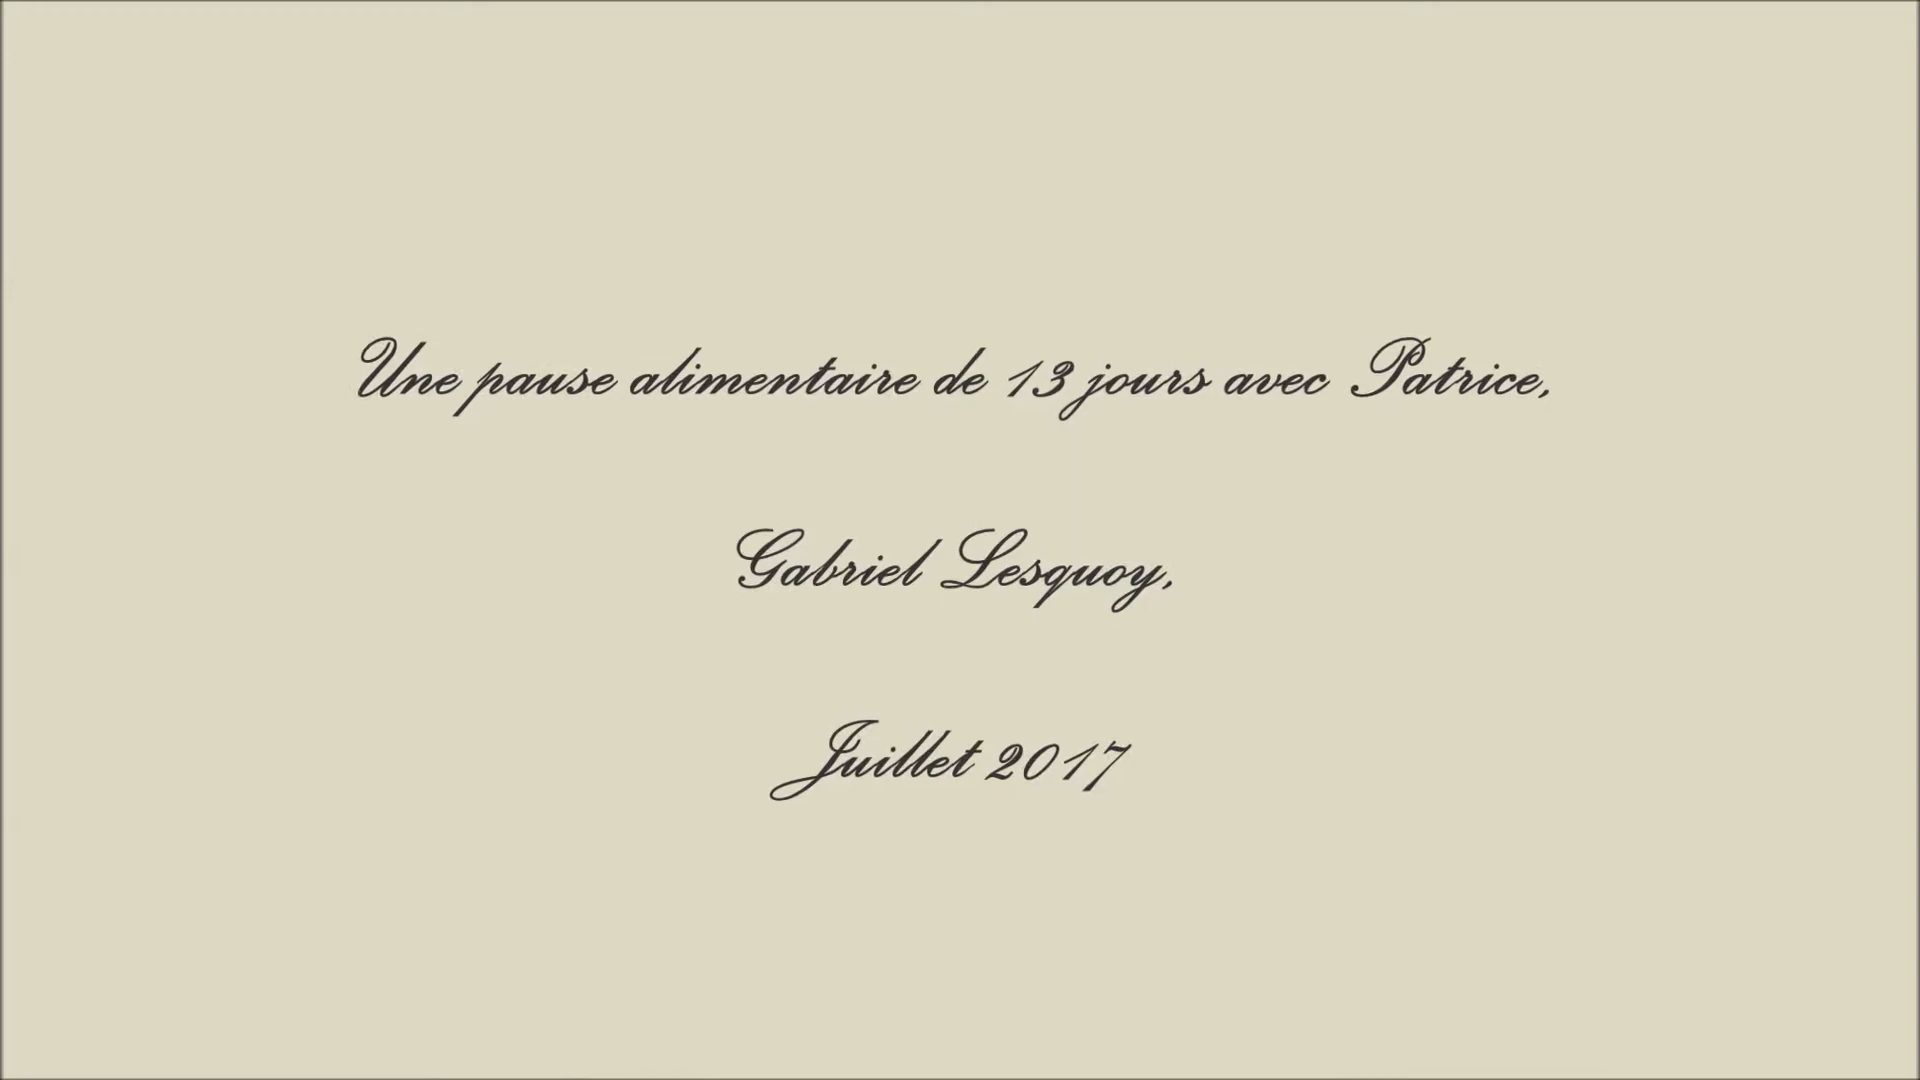 Une pause alimentaire de 13 jours avec Patrice,
Gabriel Lesquoy,
Juillet 2017